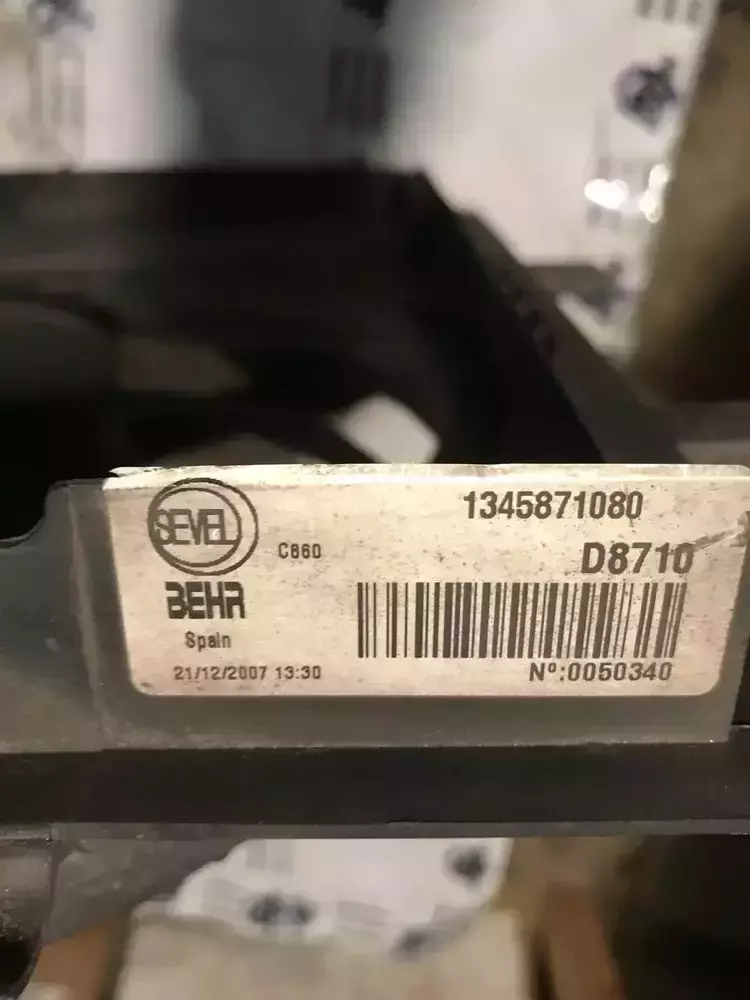 SEVEL
C860
1345871080
D8710
BEHR
Spain
21/12/2007 13:30
Nº:0050340